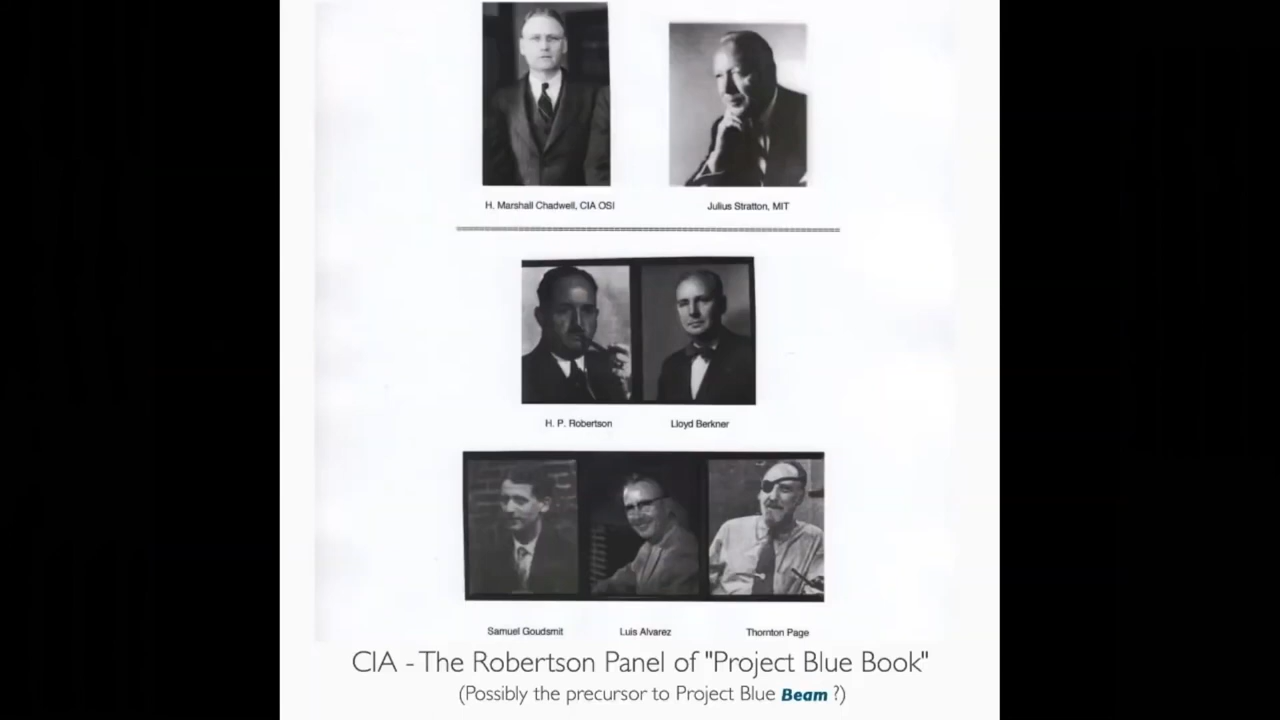 H. Marshall Chadwell, CIA OSI
Julius Stratton, MIT
H. P. Robertson
Lloyd Berkner
Samuel Goudsmit
Luis Alvarez
Thornton Page
CIA - The Robertson Panel of "Project Blue Book"
(Possibly the precursor to Project Blue Beam ?)